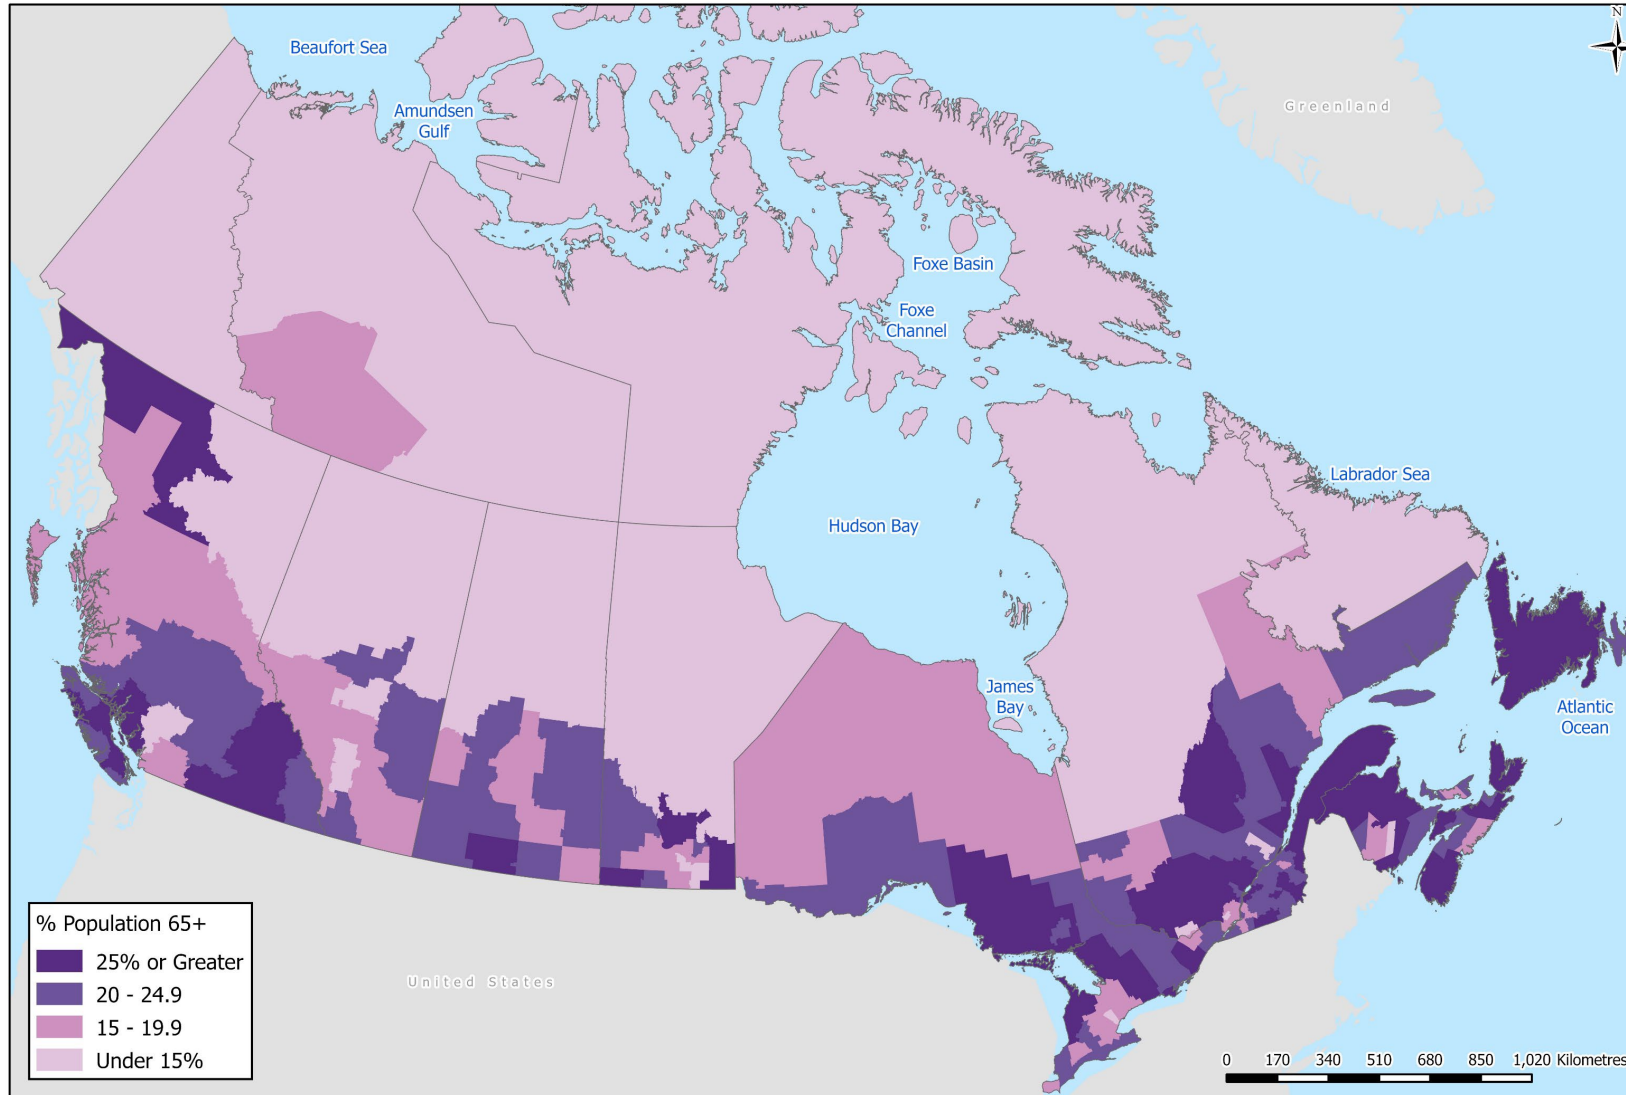 N
Beaufort Sea
Greenland
Amundsen
Gulf
Foxe Basin
Foxe
Channel
Labrador Sea
Hudson Bay
James
Bay
Atlantic
Ocean
% Population 65+
25% or Greater
20 - 24.9
15 - 19.9
Under 15%
United States
0 170 340 510 680 850 1,020 Kilometres